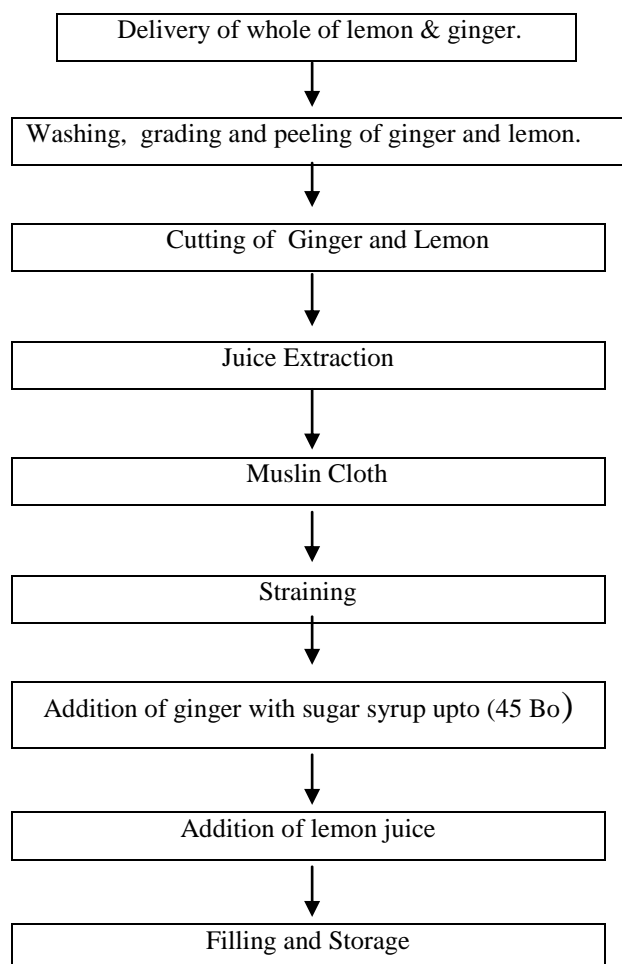 Delivery of whole of lemon & ginger.
Washing, grading and peeling of ginger and lemon.
Cutting of Ginger and Lemon
Juice Extraction
Muslin Cloth
Straining
Addition of ginger with sugar syrup upto (45 Bo)
Addition of lemon juice
Filling and Storage